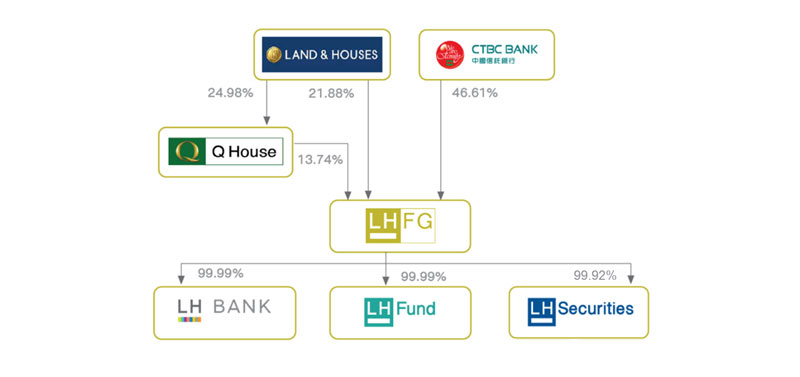 LAND & HOUSES
CTBC BANK
中國信託銀行
24.98%
21.88%
46.61%
Q
Q House
13.74%
LH FG
99.99%
99.99%
99.92%
LH BANK
LH Fund
LH Securities